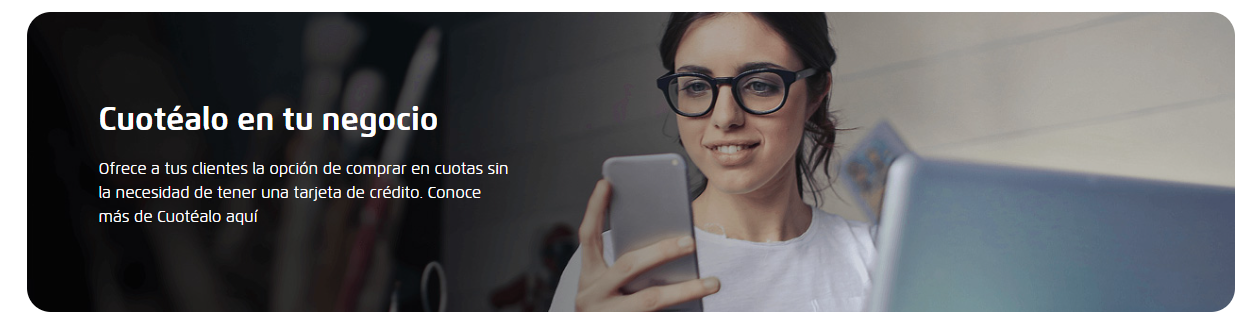 Cuotéalo en tu negocio
Ofrece a tus clientes la opción de comprar en cuotas sin
la necesidad de tener una tarjeta de crédito. Conoce
más de Cuotéalo aquí